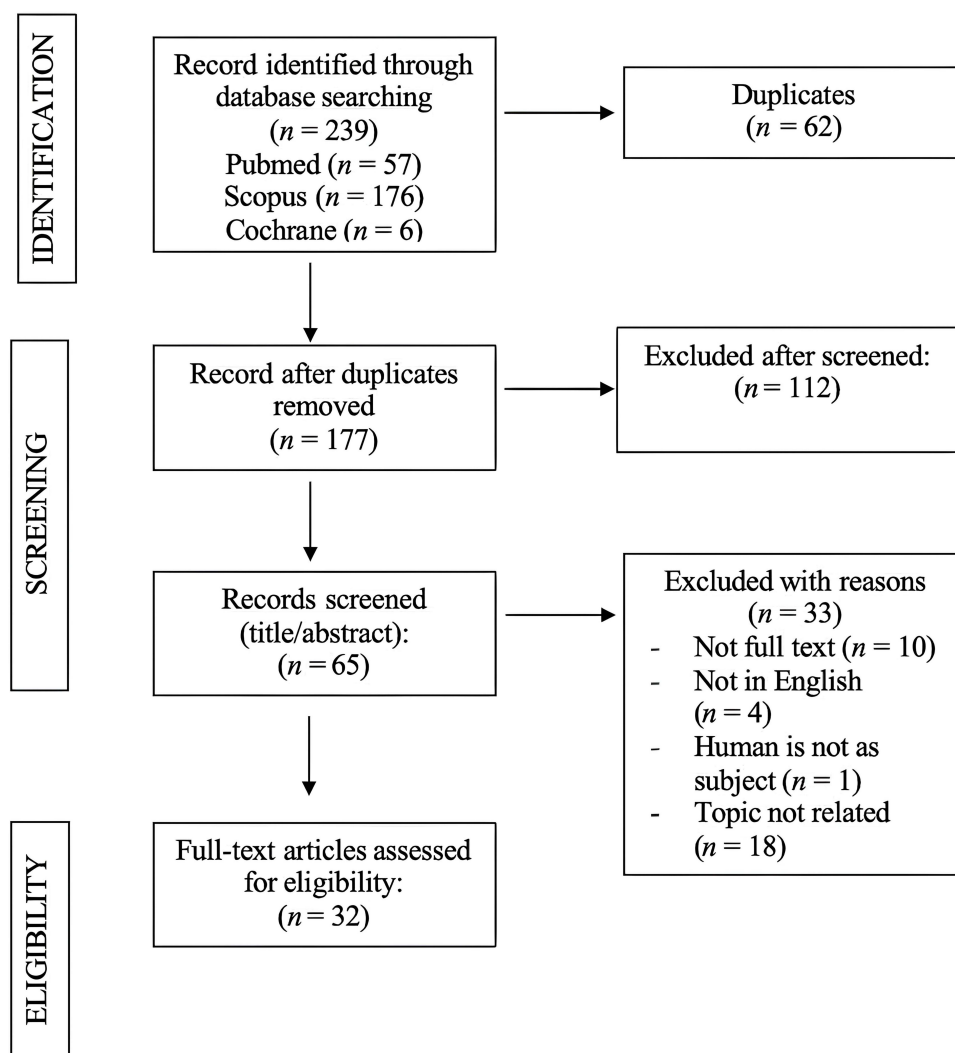 IDENTIFICATION
Record identified through
database searching
(n = 239)
Pubmed (n = 57)
Scopus (n = 176)
Cochrane (n = 6)
Duplicates
(n = 62)
SCREENING
Record after duplicates
removed
(n = 177)
Excluded after screened:
(n = 112)
Records screened
(title/abstract):
(n = 65)
Excluded with reasons
(n = 33)
- Not full text (n = 10)
- Not in English
(n = 4)
- Human is not as
subject (n = 1)
- Topic not related
(n = 18)
ELIGIBILITY
Full-text articles assessed
for eligibility:
(n = 32)